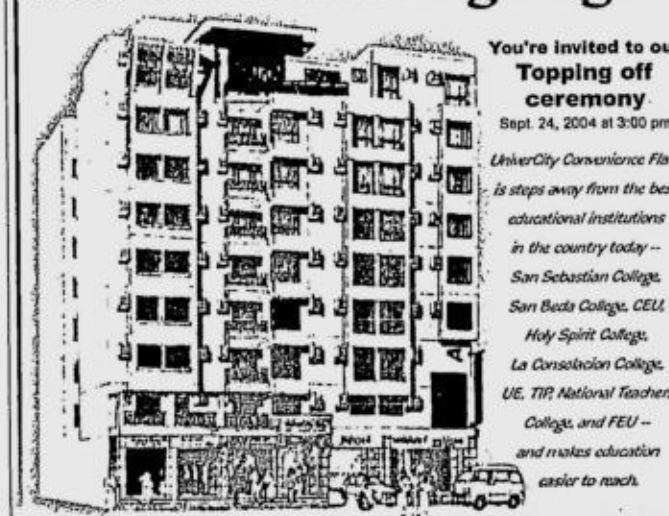 You're invited to ou
Topping off
ceremony
Sept. 24, 2004 at 3:00 pm
UniverCity Convenience Fla
is steps away from the bes
educational institutions
in the country today --
San Sebastian College,
San Beda College, CEU,
Holy Spirit College,
La Consolacion College,
UE, TIP, National Teacher
College, and FEU --
and makes education
easier to reach.